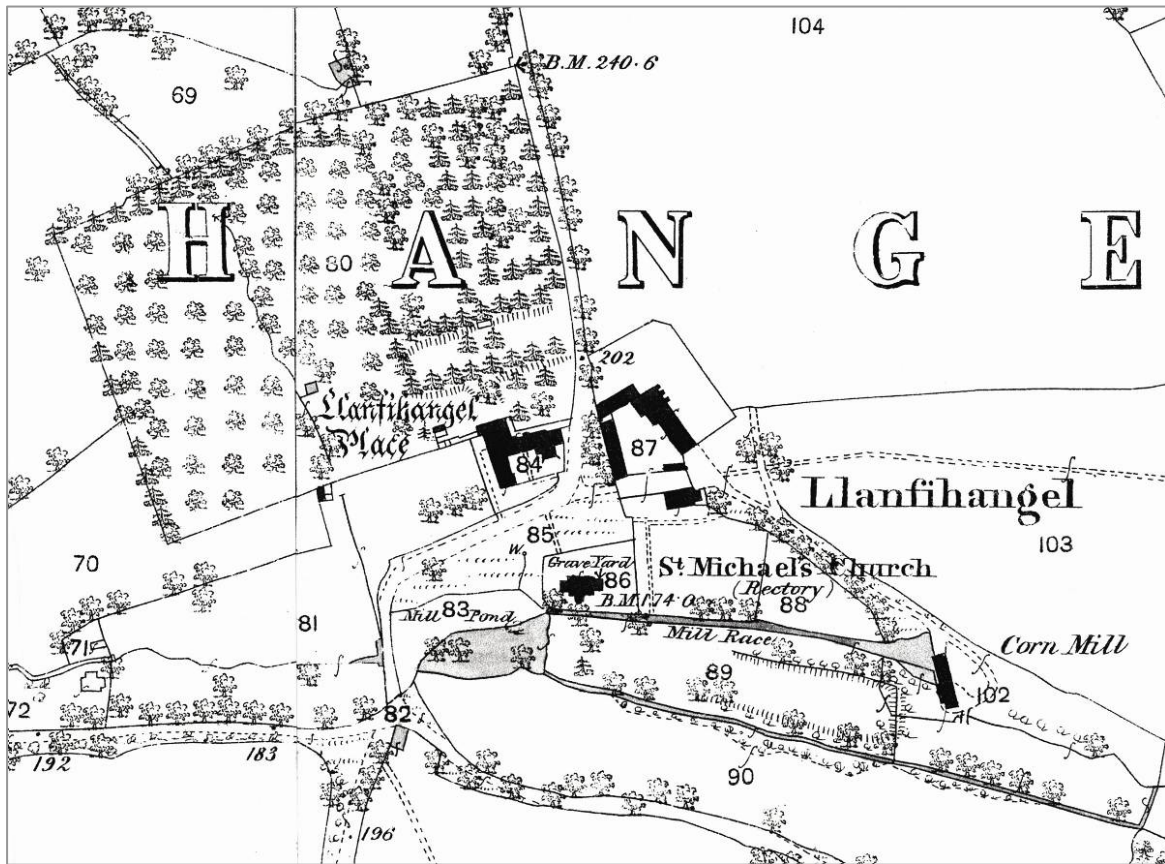 104
B.M. 240·6
69
H A N G E
80
202
Llanfihangel
Place
84
87
Llanfihangel
85
W.
Grave Yard
86
St. Michael's Church
(Rectory)
B.M. 174·0
103
70
71
81
83
Mill Pond
88
Mill Race
Corn Mill
89
102
72
82
192
183
90
196